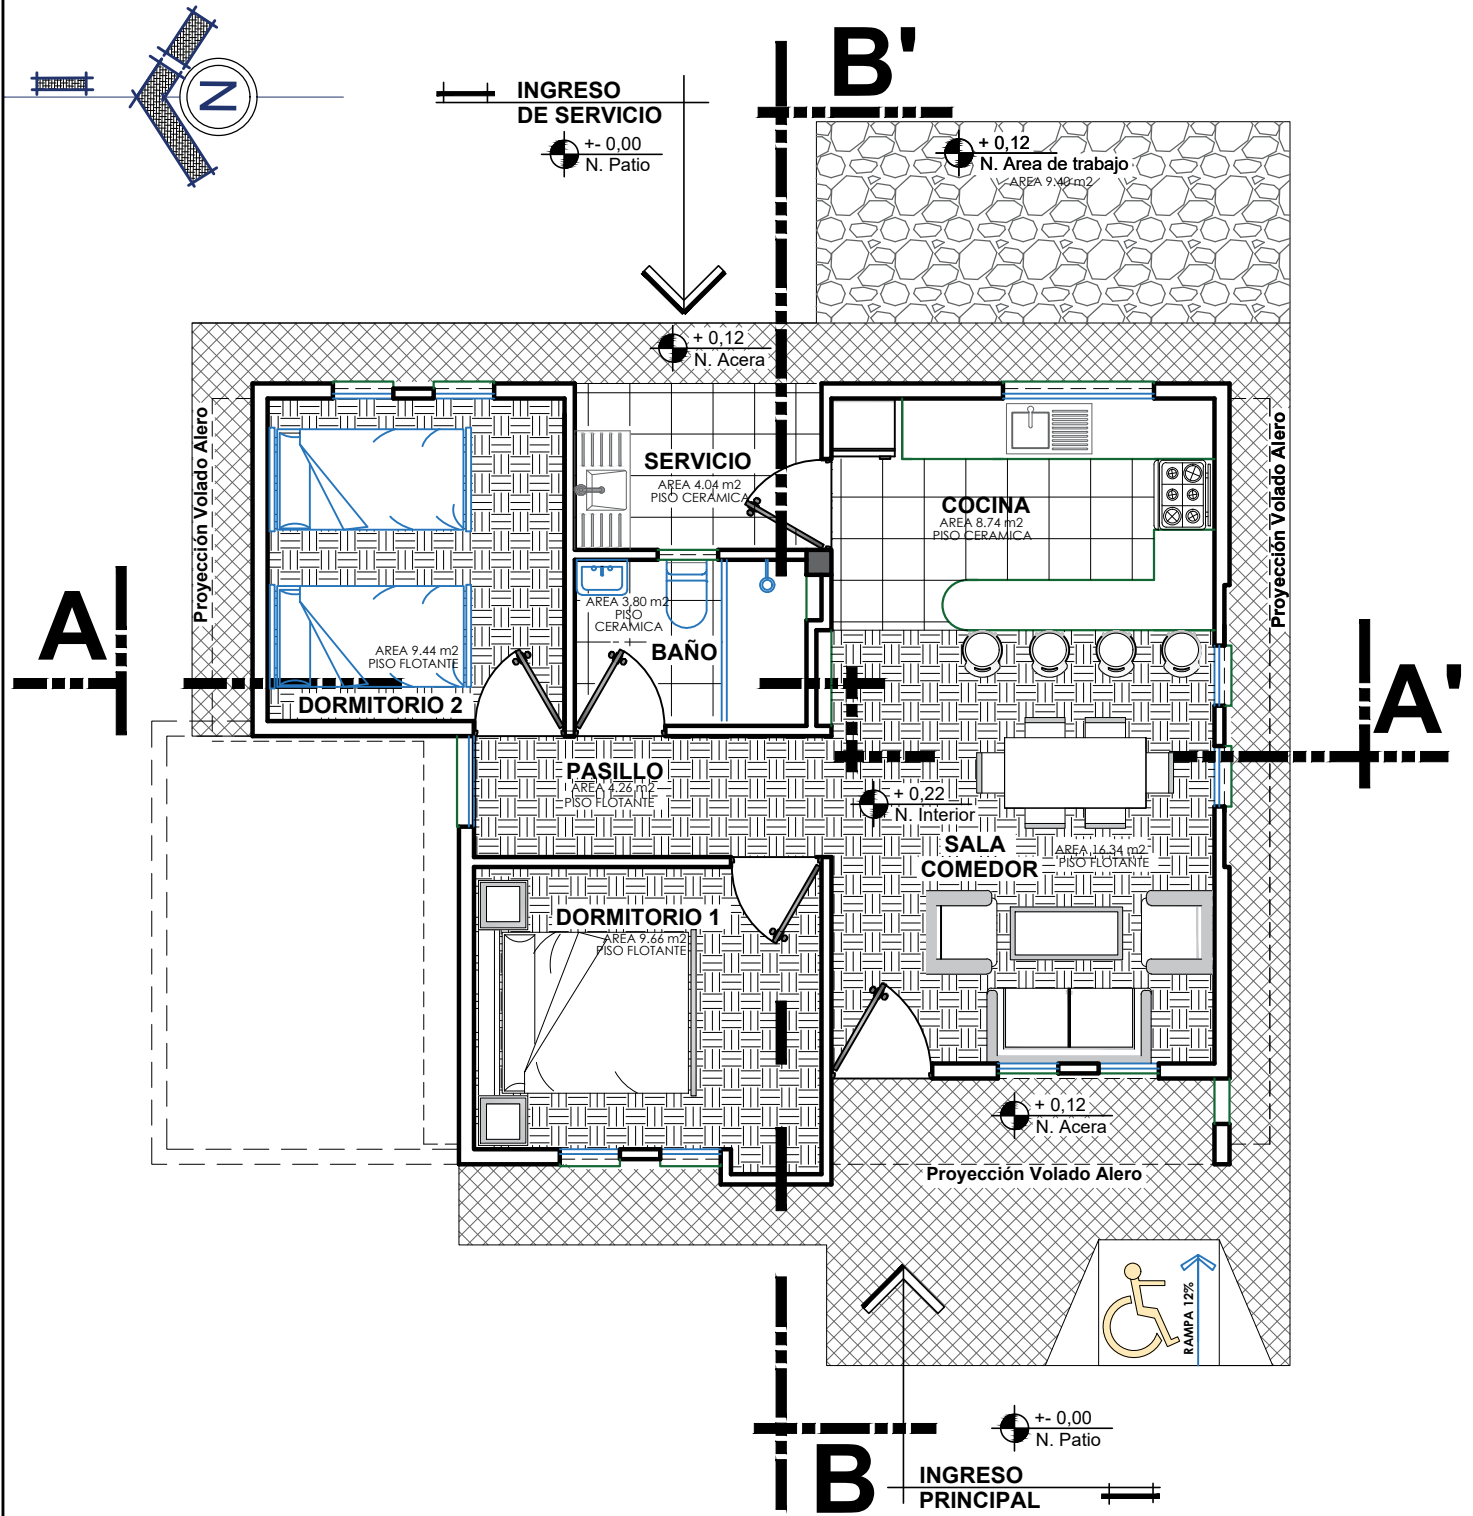 N
INGRESO
DE SERVICIO
+- 0,00
N. Patio
B'
+ 0,12
N. Area de trabajo
AREA 9.40 m2
+ 0,12
N. Acera
Proyección Volado Alero
SERVICIO
AREA 4.04 m2
PISO CERAMICA
COCINA
AREA 8.74 m2
PISO CERAMICA
Proyección Volado Alero
A
AREA 3.80 m2
PISO
CERAMICA
BAÑO
AREA 9.44 m2
PISO FLOTANTE
DORMITORIO 2
A'
PASILLO
AREA 4.26 m2
PISO FLOTANTE
+ 0,22
N. Interior
SALA
COMEDOR
AREA 16.34 m2
PISO FLOTANTE
DORMITORIO 1
AREA 9.66 m2
PISO FLOTANTE
+ 0,12
N. Acera
Proyección Volado Alero
RAMPA 12%
+- 0,00
N. Patio
B
INGRESO
PRINCIPAL